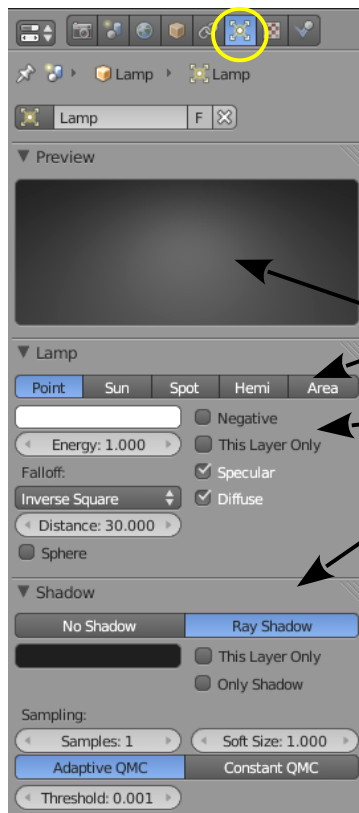 Lamp Lamp
Lamp F
Preview
Lamp
Point Sun Spot Hemi Area
Negative
Energy: 1.000 This Layer Only
Falloff: Specular
Inverse Square Diffuse
Distance: 30.000
Sphere
Shadow
No Shadow Ray Shadow
This Layer Only
Only Shadow
Sampling:
Samples: 1 Soft Size: 1.000
Adaptive QMC Constant QMC
Threshold: 0.001